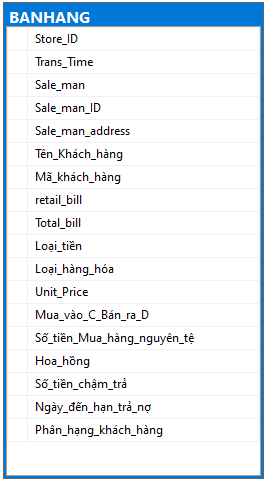 BANHANG
Store_ID
Trans_Time
Sale_man
Sale_man_ID
Sale_man_address
Tên_Khách_hàng
Mã_khách_hàng
retail_bill
Total_bill
Loại_tiền
Loại_hàng_hóa
Unit_Price
Mua_vào_C_Bán_ra_D
Số_tiền_Mua_hàng_nguyên_tệ
Hoa_hồng
Số_tiền_chậm_trả
Ngày_đến_hạn_trả_nợ
Phân_hạng_khách_hàng